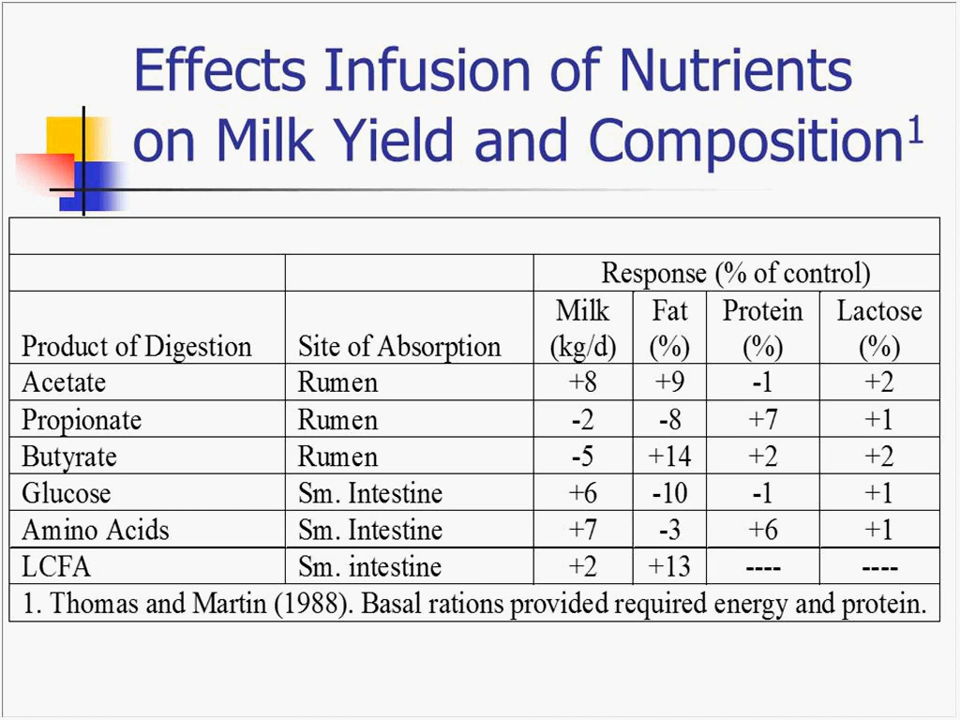 Effects Infusion of Nutrients
on Milk Yield and Composition1
Response (% of control)
Product of Digestion Site of Absorption Milk (kg/d) Fat (%) Protein (%) Lactose (%)
Acetate Rumen +8 +9 -1 +2
Propionate Rumen -2 -8 +7 +1
Butyrate Rumen -5 +14 +2 +2
Glucose Sm. Intestine +6 -10 -1 +1
Amino Acids Sm. Intestine +7 -3 +6 +1
LCFA Sm. intestine +2 +13 ---- ----
1. Thomas and Martin (1988). Basal rations provided required energy and protein.